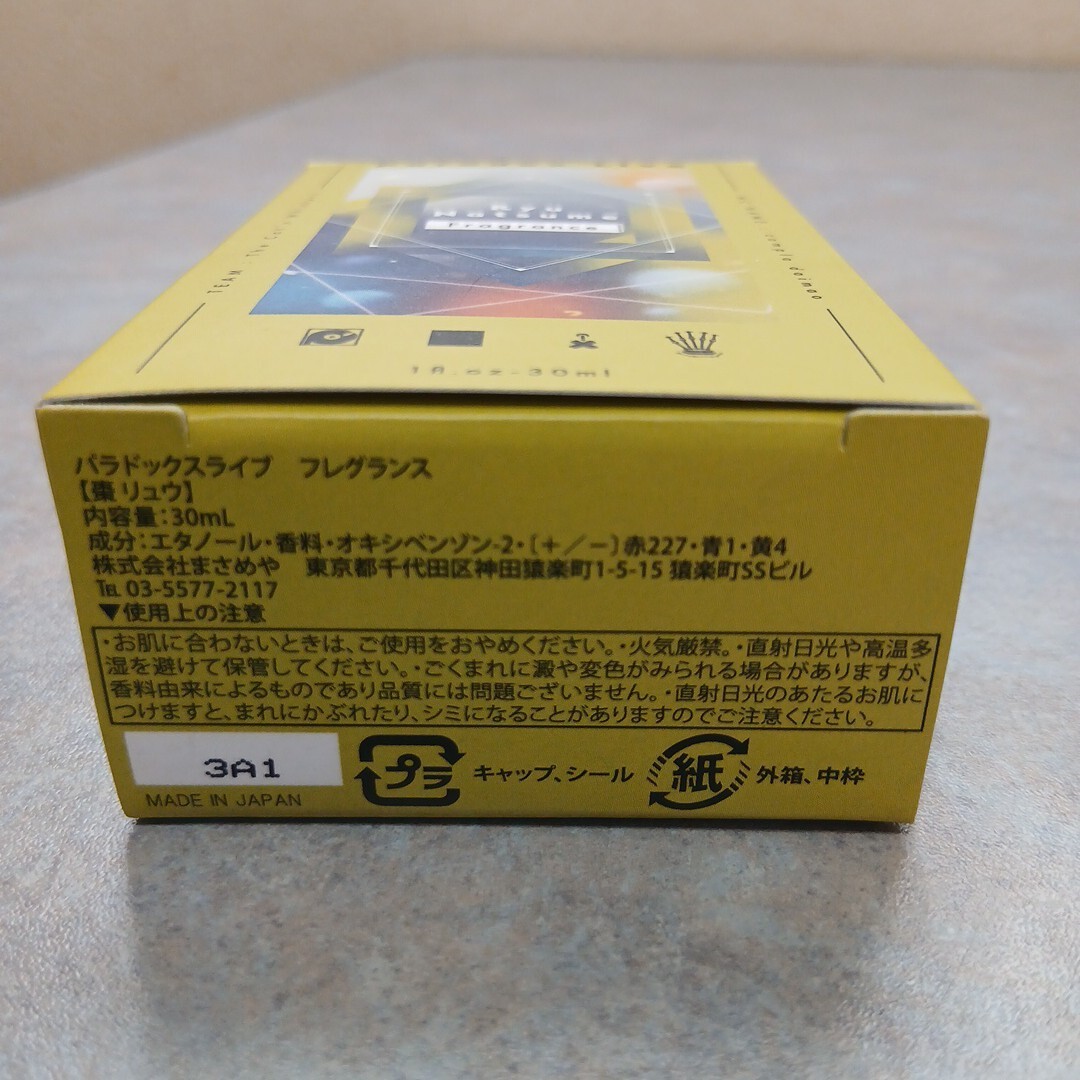 Ryu
Natsume
Fragrance
TEAM The Cat's Whiskers
1fl.oz-30ml
パラドックスライブ　フレグランス
【棗 リュウ】
内容量：30mL
成分：エタノール・香料・オキシベンゾン-2・（＋／－）赤227・青1・黄4
株式会社まさめや　東京都千代田区神田猿楽町1-5-15 猿楽町SSビル
℡ 03-5577-2117
▼使用上の注意
・お肌に合わないときは、ご使用をおやめください。・火気厳禁。・直射日光や高温多
湿を避けて保管してください。・ごくまれに澱や変色がみられる場合がありますが、
香料由来によるものであり品質には問題ございません。・直射日光のあたるお肌に
つけますと、まれにかぶれたり、シミになることがありますのでご注意ください。
3A1
MADE IN JAPAN
プラ キャップ、シール
紙 外箱、中枠